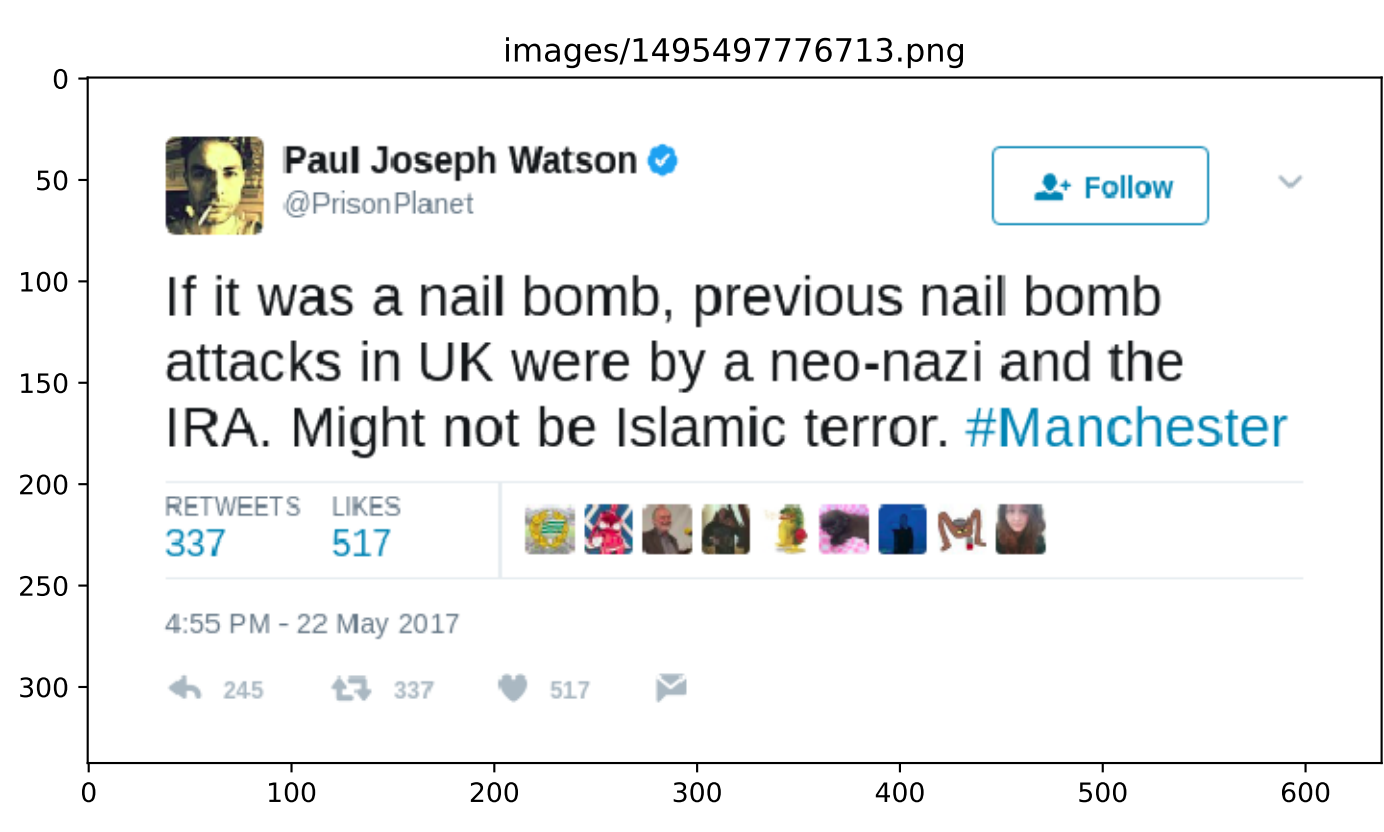 images/1495497776713.png
0
50
100
150
200
250
300
Paul Joseph Watson
@PrisonPlanet
Follow
If it was a nail bomb, previous nail bomb
attacks in UK were by a neo-nazi and the
IRA. Might not be Islamic terror. #Manchester
RETWEETS LIKES
337 517
4:55 PM - 22 May 2017
245 337 517
0 100 200 300 400 500 600